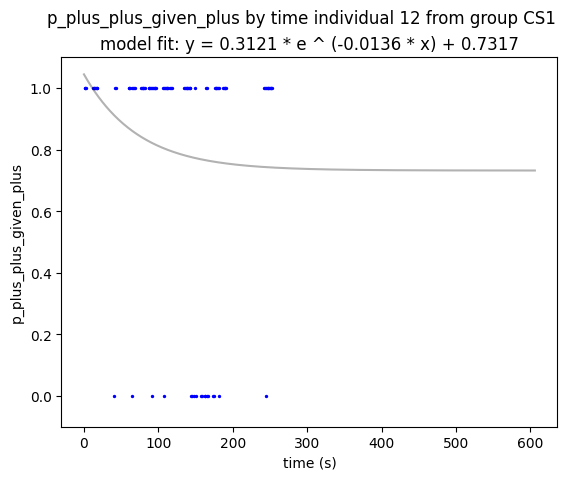 p_plus_plus_given_plus by time individual 12 from group CS1
model fit: y = 0.3121 * e ^ (-0.0136 * x) + 0.7317
1.0
0.8
0.6
0.4
0.2
0.0
p_plus_plus_given_plus
0 100 200 300 400 500 600
time (s)